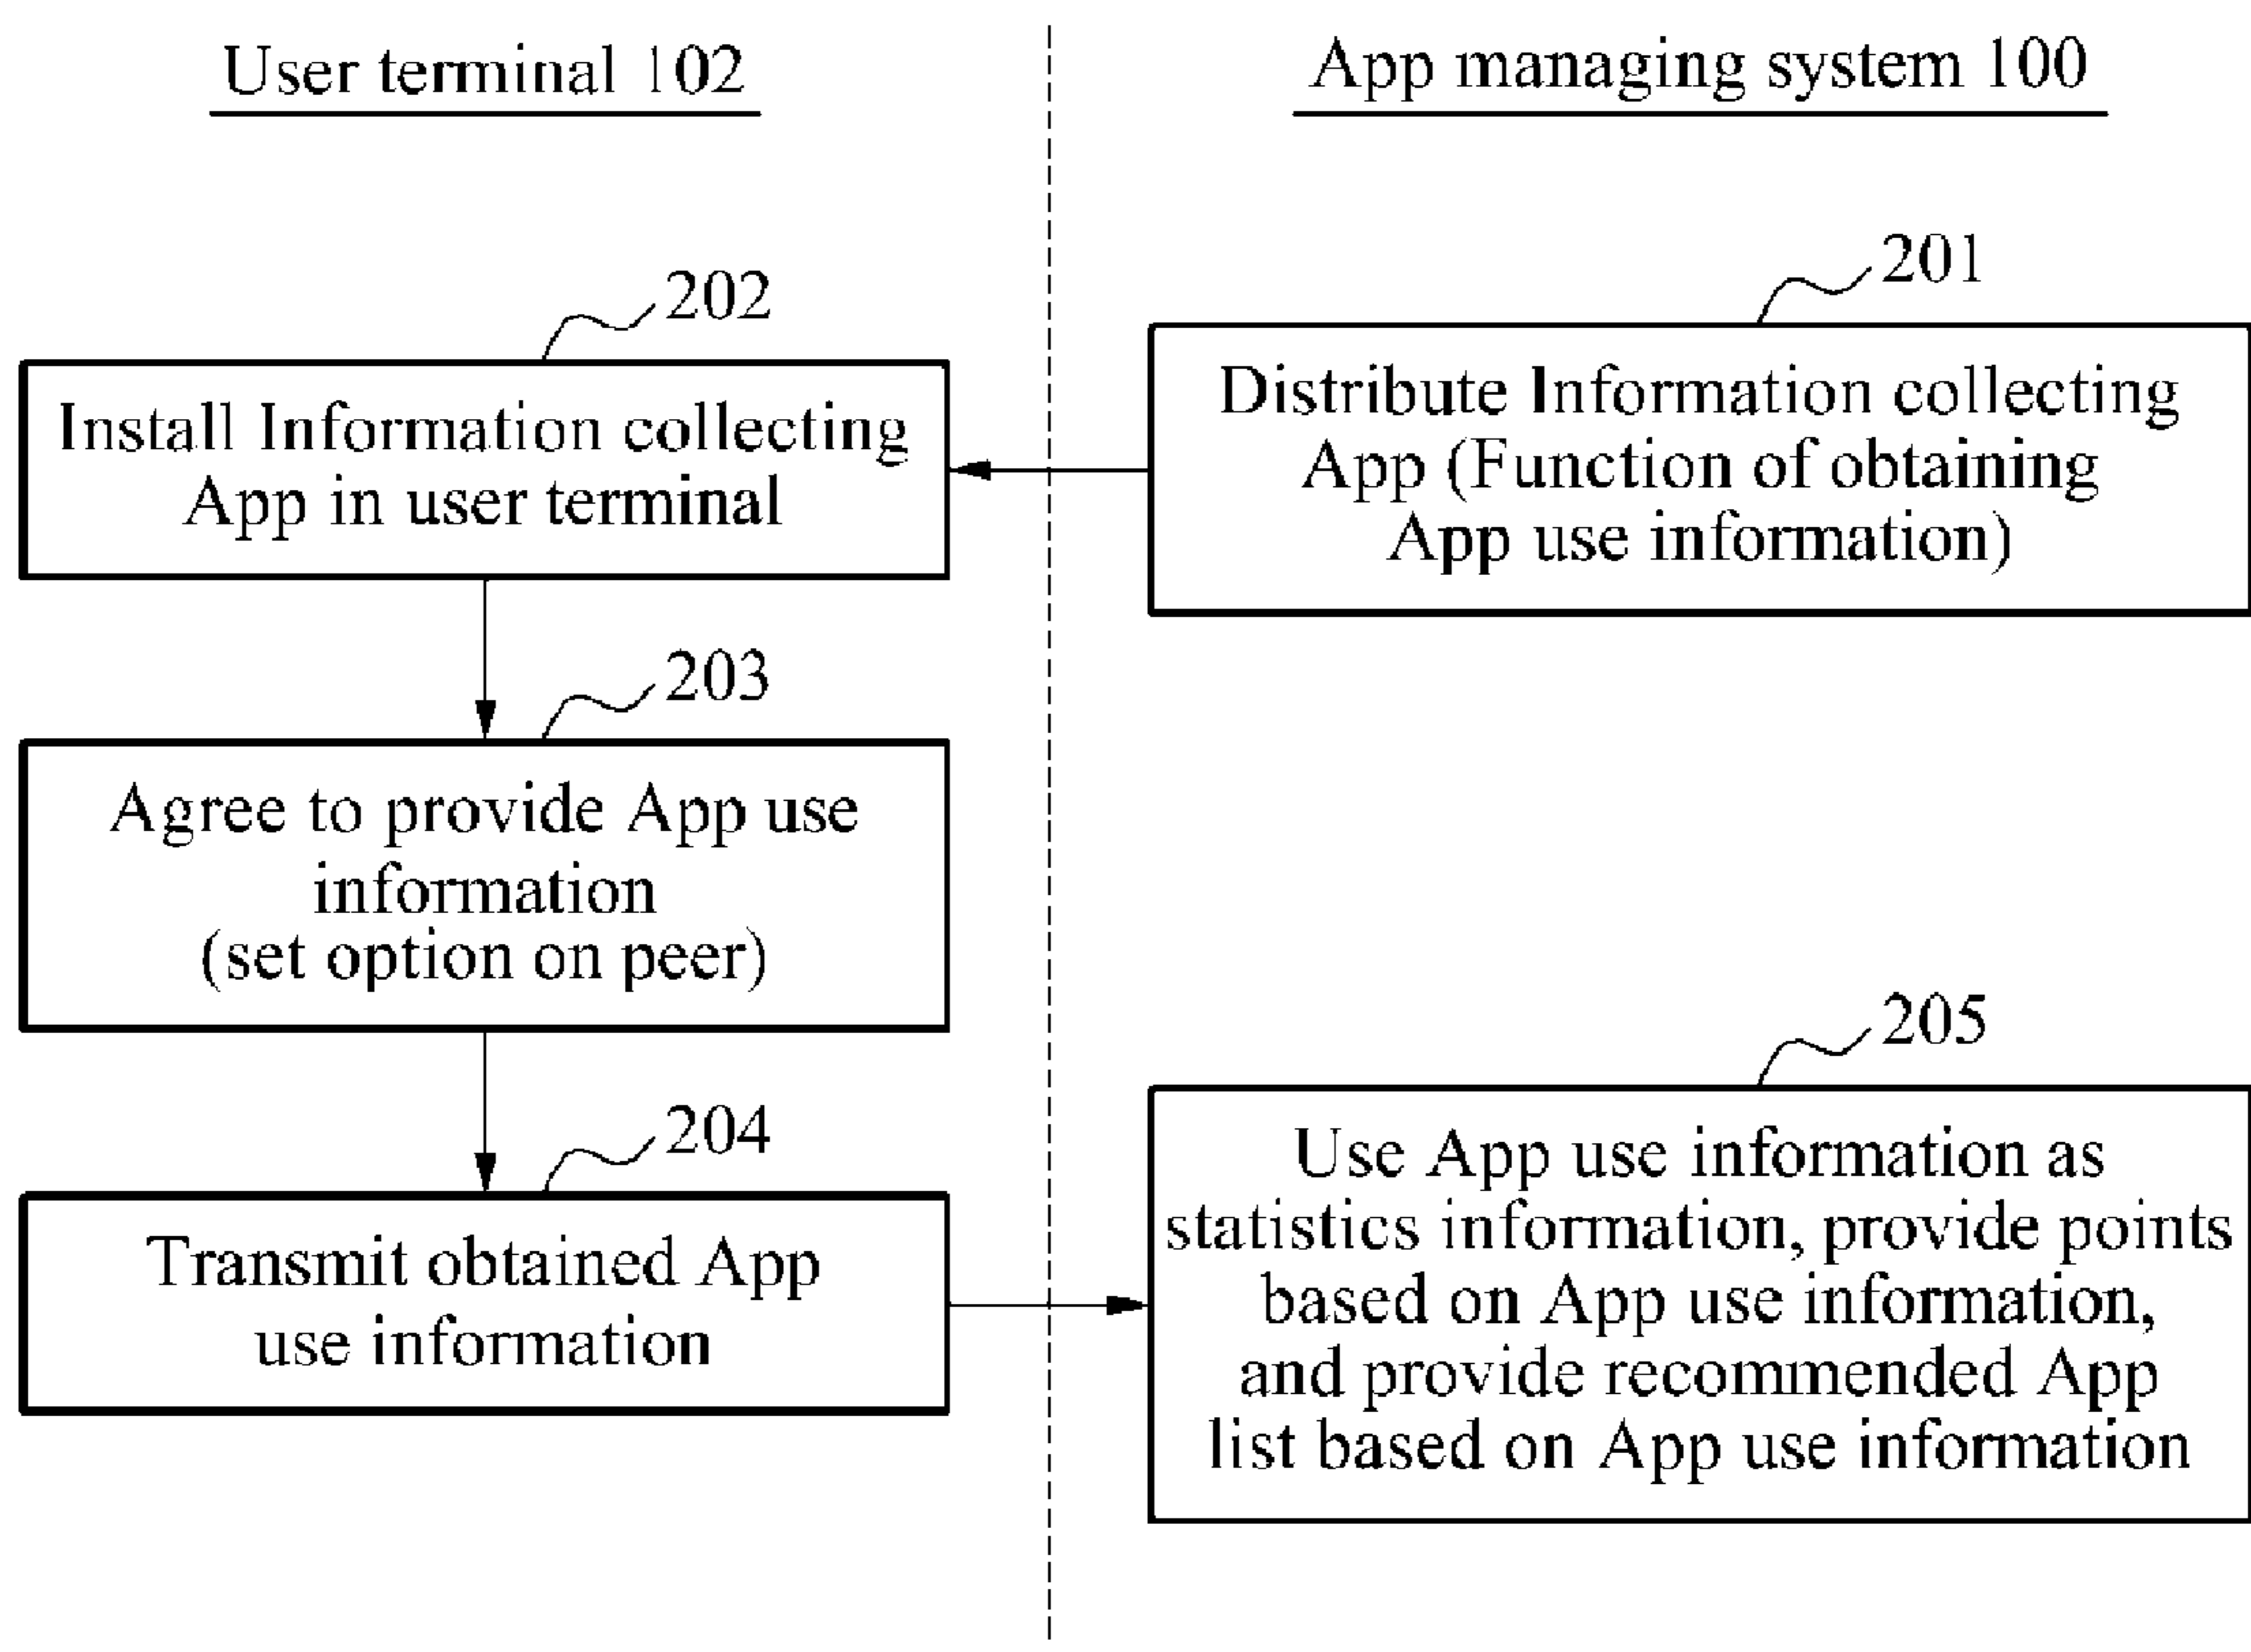 User terminal 102
App managing system 100
201
Distribute Information collecting
App (Function of obtaining
App use information)
202
Install Information collecting
App in user terminal
203
Agree to provide App use
information
(set option on peer)
204
Transmit obtained App
use information
205
Use App use information as
statistics information, provide points
based on App use information,
and provide recommended App
list based on App use information